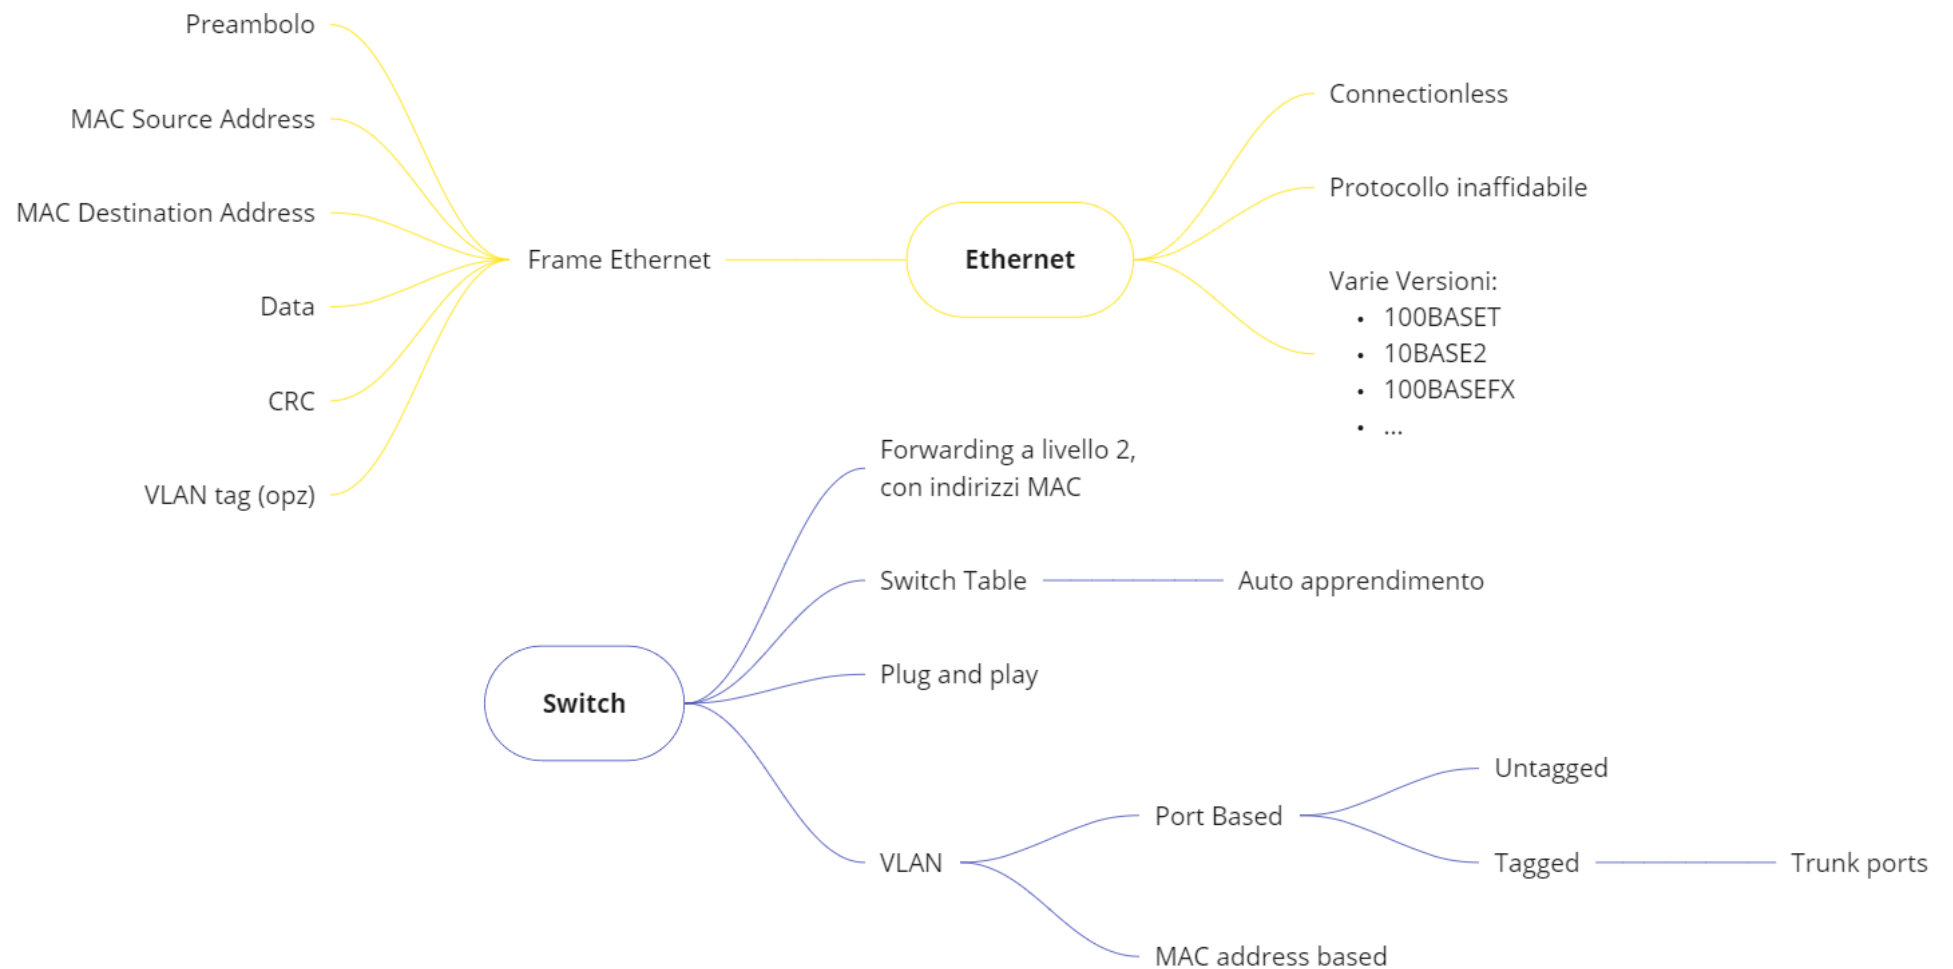 Preambolo
MAC Source Address
MAC Destination Address
Data
CRC
VLAN tag (opz)
Frame Ethernet
Ethernet
Connectionless
Protocollo inaffidabile
Varie Versioni:
• 100BASET
• 10BASE2
• 100BASEFX
• ...
Switch
Forwarding a livello 2,
con indirizzi MAC
Switch Table
Auto apprendimento
Plug and play
VLAN
Port Based
Untagged
Tagged
Trunk ports
MAC address based